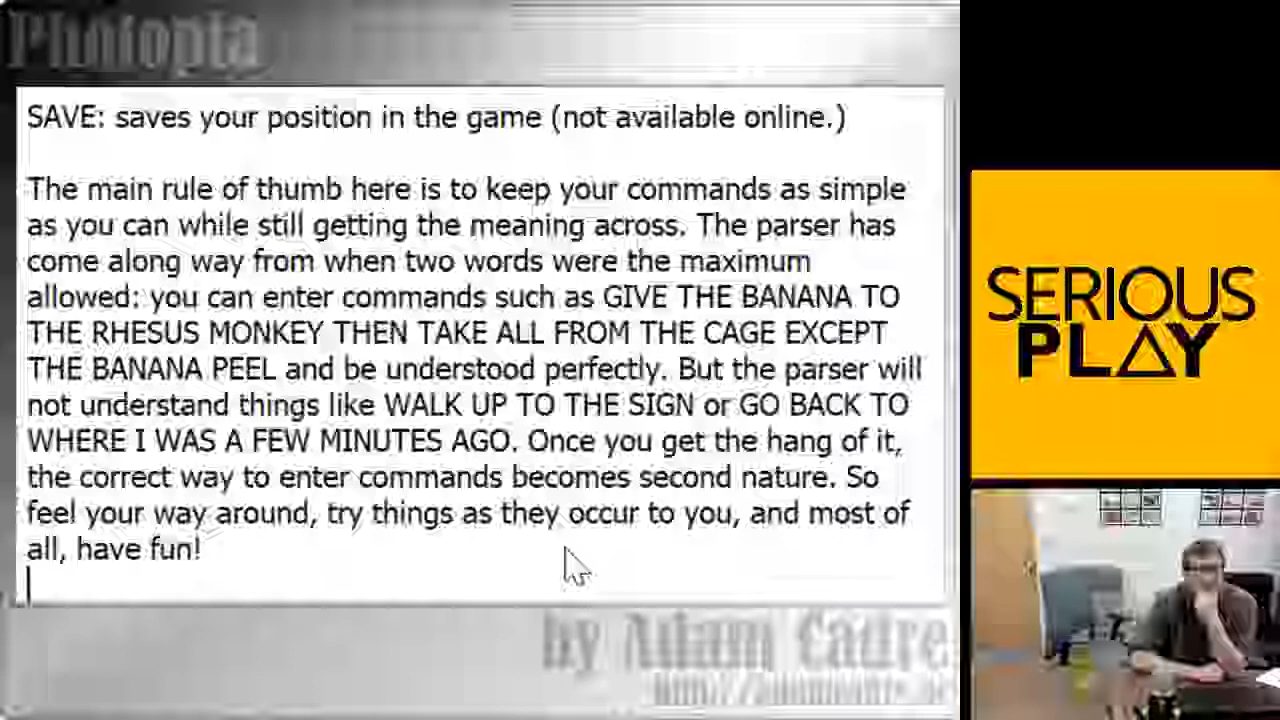 Photopia
SAVE: saves your position in the game (not available online.)
The main rule of thumb here is to keep your commands as simple
as you can while still getting the meaning across. The parser has
come along way from when two words were the maximum
allowed: you can enter commands such as GIVE THE BANANA TO
THE RHESUS MONKEY THEN TAKE ALL FROM THE CAGE EXCEPT
THE BANANA PEEL and be understood perfectly. But the parser will
not understand things like WALK UP TO THE SIGN or GO BACK TO
WHERE I WAS A FEW MINUTES AGO. Once you get the hang of it,
the correct way to enter commands becomes second nature. So
feel your way around, try things as they occur to you, and most of
all, have fun!
by Adam Cadre
SERIOUS
PLAY